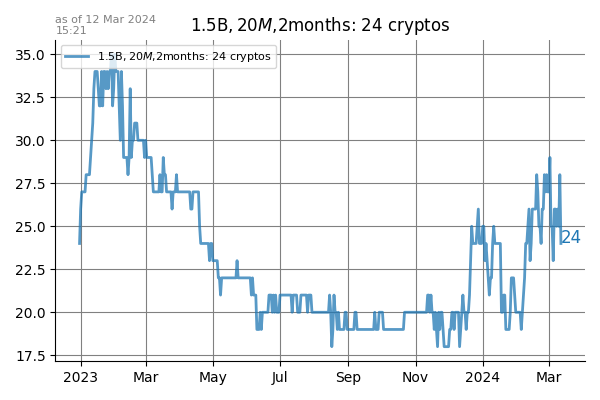 as of 12 Mar 2024
15:21
1.5B, 20M,2months: 24 cryptos
1.5B, 20M,2months: 24 cryptos
35.0
32.5
30.0
27.5
25.0
22.5
20.0
17.5
24
2023 Mar May Jul Sep Nov 2024 Mar